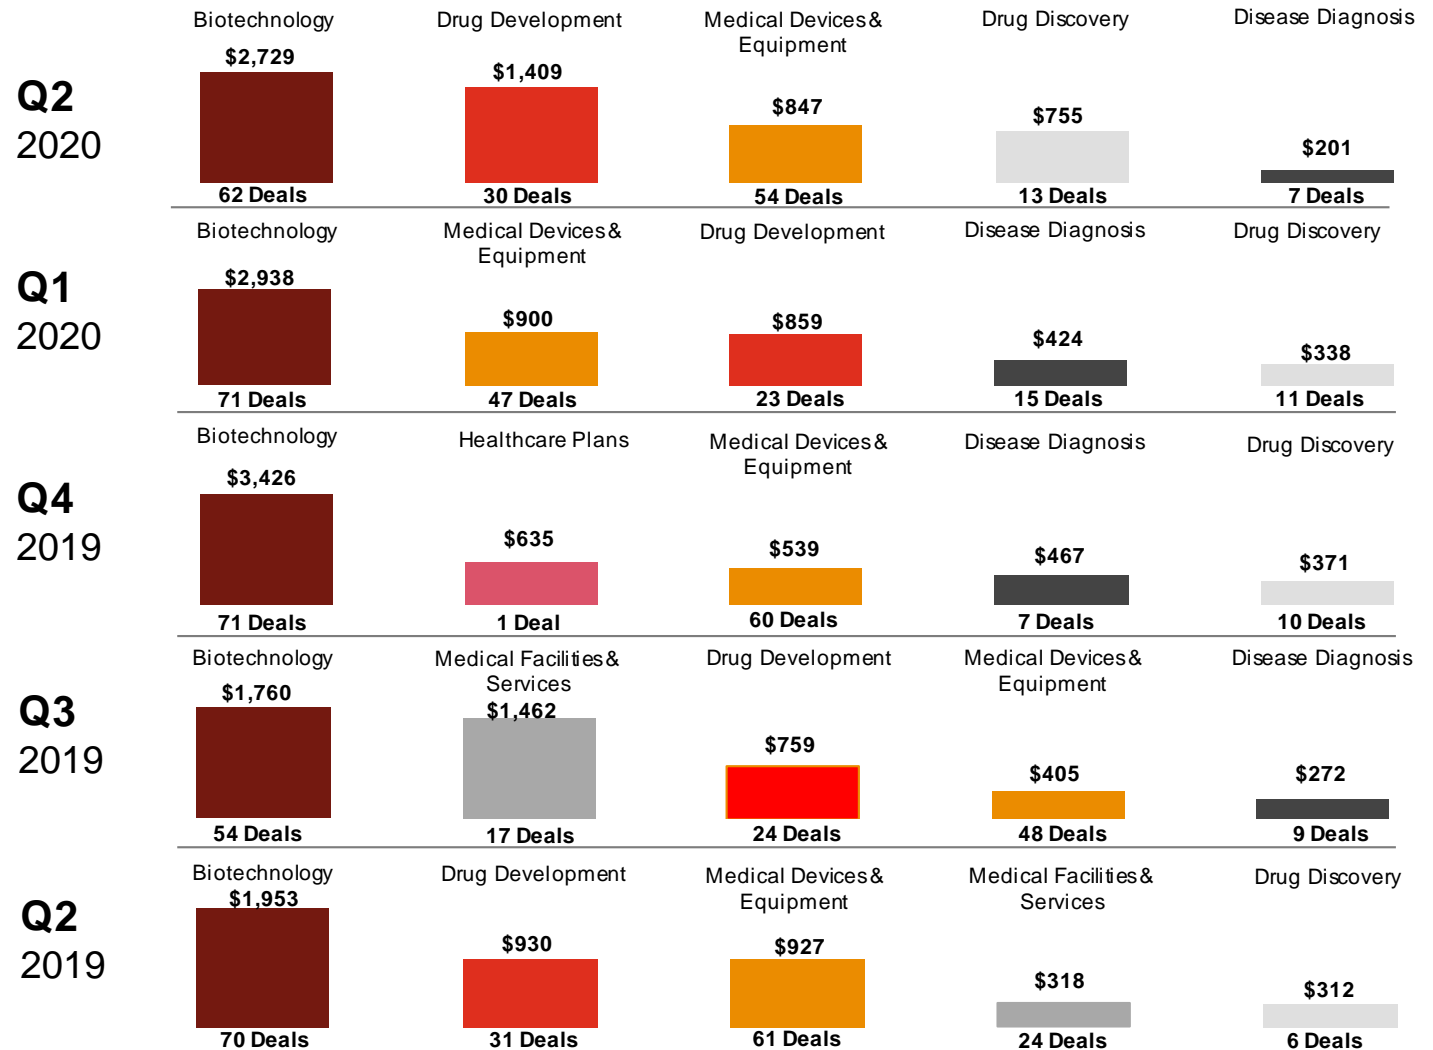 Biotechnology
Drug Development
Medical Devices &
Equipment
Drug Discovery
Disease Diagnosis
Q2
2020
$2,729
$1,409
$847
$755
$201
62 Deals
30 Deals
54 Deals
13 Deals
7 Deals
Biotechnology
Medical Devices &
Equipment
Drug Development
Disease Diagnosis
Drug Discovery
Q1
2020
$2,938
$900
$859
$424
$338
71 Deals
47 Deals
23 Deals
15 Deals
11 Deals
Biotechnology
Healthcare Plans
Medical Devices &
Equipment
Disease Diagnosis
Drug Discovery
Q4
2019
$3,426
$635
$539
$467
$371
71 Deals
1 Deal
60 Deals
7 Deals
10 Deals
Biotechnology
Medical Facilities &
Services
Drug Development
Medical Devices &
Equipment
Disease Diagnosis
Q3
2019
$1,760
$1,462
$759
$405
$272
54 Deals
17 Deals
24 Deals
48 Deals
9 Deals
Biotechnology
Drug Development
Medical Devices &
Equipment
Medical Facilities &
Services
Drug Discovery
Q2
2019
$1,953
$930
$927
$318
$312
70 Deals
31 Deals
61 Deals
24 Deals
6 Deals